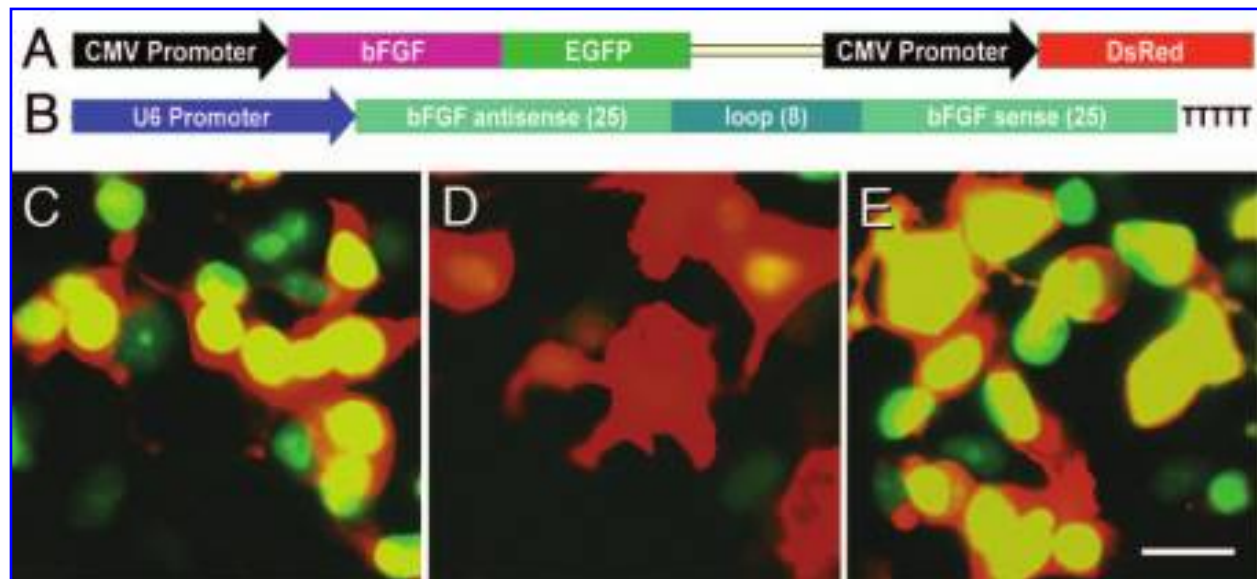 A CMV Promoter bFGF EGFP CMV Promoter DsRed
B U6 Promoter bFGF antisense (25) loop (8) bFGF sense (25) TTTTT
C D E